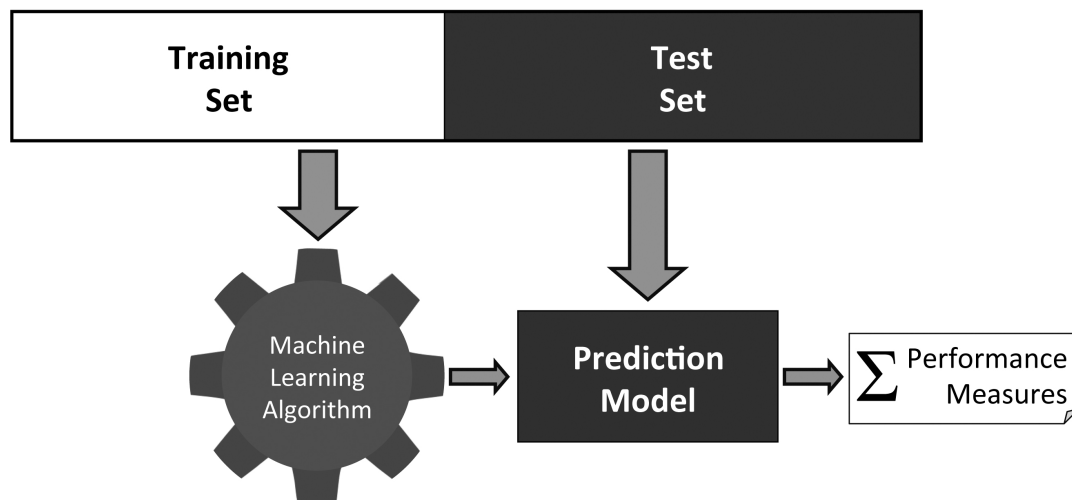 Training
Set
Test
Set
Machine
Learning
Algorithm
Prediction
Model
∑ Performance
Measures